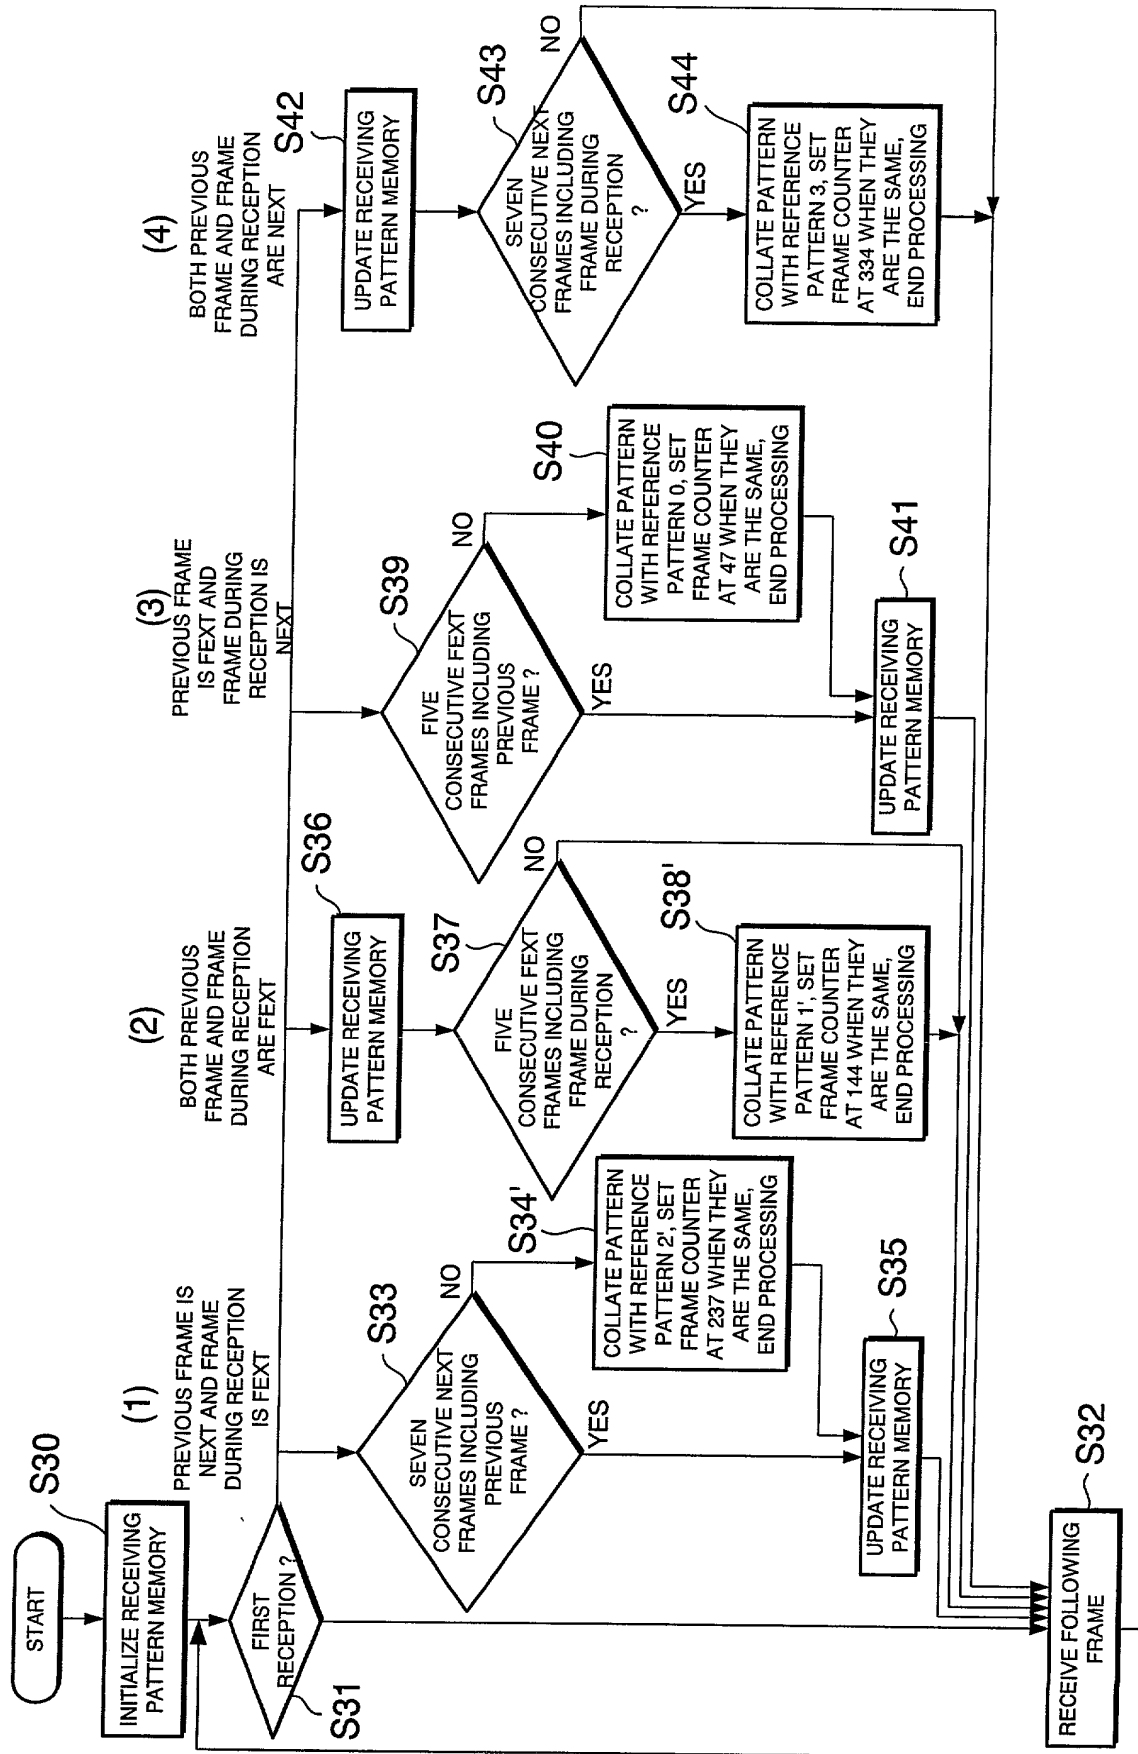 START
S30
INITIALIZE RECEIVING
PATTERN MEMORY
FIRST
RECEPTION ?
S31
(1)
PREVIOUS FRAME IS
NEXT AND FRAME
DURING RECEPTION
IS FEXT
S33
SEVEN
CONSECUTIVE NEXT
FRAMES INCLUDING
PREVIOUS
FRAME ?
NO
YES
S34'
COLLATE PATTERN
WITH REFERENCE
PATTERN 2', SET
FRAME COUNTER
AT 237 WHEN THEY
ARE THE SAME,
END PROCESSING
S35
UPDATE RECEIVING
PATTERN MEMORY
(2)
BOTH PREVIOUS
FRAME AND FRAME
DURING RECEPTION
ARE FEXT
S36
UPDATE RECEIVING
PATTERN MEMORY
S37
FIVE
CONSECUTIVE FEXT
FRAMES INCLUDING
FRAME DURING
RECEPTION
?
NO
YES
S38'
COLLATE PATTERN
WITH REFERENCE
PATTERN 1', SET
FRAME COUNTER
AT 144 WHEN THEY
ARE THE SAME,
END PROCESSING
(3)
PREVIOUS FRAME
IS FEXT AND
FRAME DURING
RECEPTION IS
NEXT
S39
FIVE
CONSECUTIVE FEXT
FRAMES INCLUDING
PREVIOUS
FRAME ?
NO
YES
S40
COLLATE PATTERN
WITH REFERENCE
PATTERN 0, SET
FRAME COUNTER
AT 47 WHEN THEY
ARE THE SAME,
END PROCESSING
S41
UPDATE RECEIVING
PATTERN MEMORY
(4)
BOTH PREVIOUS
FRAME AND FRAME
DURING RECEPTION
ARE NEXT
S42
UPDATE RECEIVING
PATTERN MEMORY
S43
SEVEN
CONSECUTIVE NEXT
FRAMES INCLUDING
FRAME DURING
RECEPTION
?
NO
YES
S44
COLLATE PATTERN
WITH REFERENCE
PATTERN 3, SET
FRAME COUNTER
AT 334 WHEN THEY
ARE THE SAME,
END PROCESSING
S32
RECEIVE FOLLOWING
FRAME